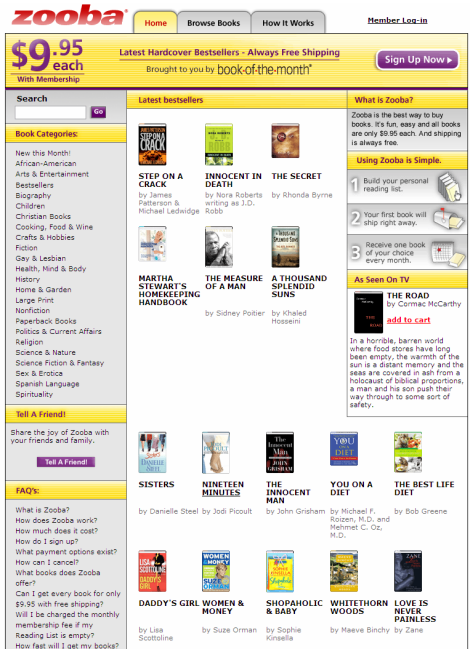 zooba
Home
Browse Books
How It Works
Member Log-in
$9.95
each
With Membership
Latest Hardcover Bestsellers - Always Free Shipping
Brought to you by book-of-the-month®
Sign Up Now
Search
Go
Book Categories:
New this Month!
African-American
Arts & Entertainment
Bestsellers
Biography
Children
Christian Books
Cooking, Food & Wine
Crafts & Hobbies
Fiction
Gay & Lesbian
Health, Mind & Body
History
Home & Garden
Large Print
Nonfiction
Paperback Books
Politics & Current Affairs
Religion
Science & Nature
Science Fiction & Fantasy
Sex & Erotica
Spanish Language
Spirituality
Tell A Friend!
Share the joy of Zooba with
your friends and family.
Tell A Friend!
FAQ's:
What is Zooba?
How does Zooba work?
How much does it cost?
How do I sign up?
What payment options exist?
How can I cancel?
What books does Zooba
offer?
Can I get every book for only
$9.95 with free shipping?
Will I be charged the monthly
membership fee if my
Reading List is empty?
How fast will I get my books?
Latest bestsellers
STEP ON A
CRACK
by James
Patterson &
Michael Ledwidge
INNOCENT IN
DEATH
by Nora Roberts
writing as J.D.
Robb
THE SECRET
by Rhonda Byrne
MARTHA
STEWART'S
HOMEKEEPING
HANDBOOK
THE MEASURE
OF A MAN
by Sidney Poitier
A THOUSAND
SPLENDID
SUNS
by Khaled
Hosseini
What is Zooba?
Zooba is the best way to buy
books. It's fun, easy and all books
are only $9.95 each. And shipping
is always free.
Using Zooba is Simple.
1 Build your personal
reading list.
2 Your first book will
ship right away.
3 Receive one book
of your choice
every month.
As Seen On TV
THE ROAD
by Cormac McCarthy
add to cart
In a horrible, barren world
where food stores have long
been empty, the warmth of the
sun is a distant memory and the
seas are covered in ash from a
holocaust of biblical proportions,
a man and his son push their
way through to some sort of
safety.
SISTERS
by Danielle Steel
NINETEEN
MINUTES
by Jodi Picoult
THE
INNOCENT
MAN
by John Grisham
YOU ON A
DIET
by Michael F.
Roizen, M.D. and
Mehmet C. Oz,
M.D.
THE BEST LIFE
DIET
by Bob Greene
DADDY'S GIRL
by Lisa
Scottoline
WOMEN &
MONEY
by Suze Orman
SHOPAHOLIC
& BABY
by Sophie
Kinsella
WHITETHORN
WOODS
by Maeve Binchy
LOVE IS
NEVER
PAINLESS
by Zane